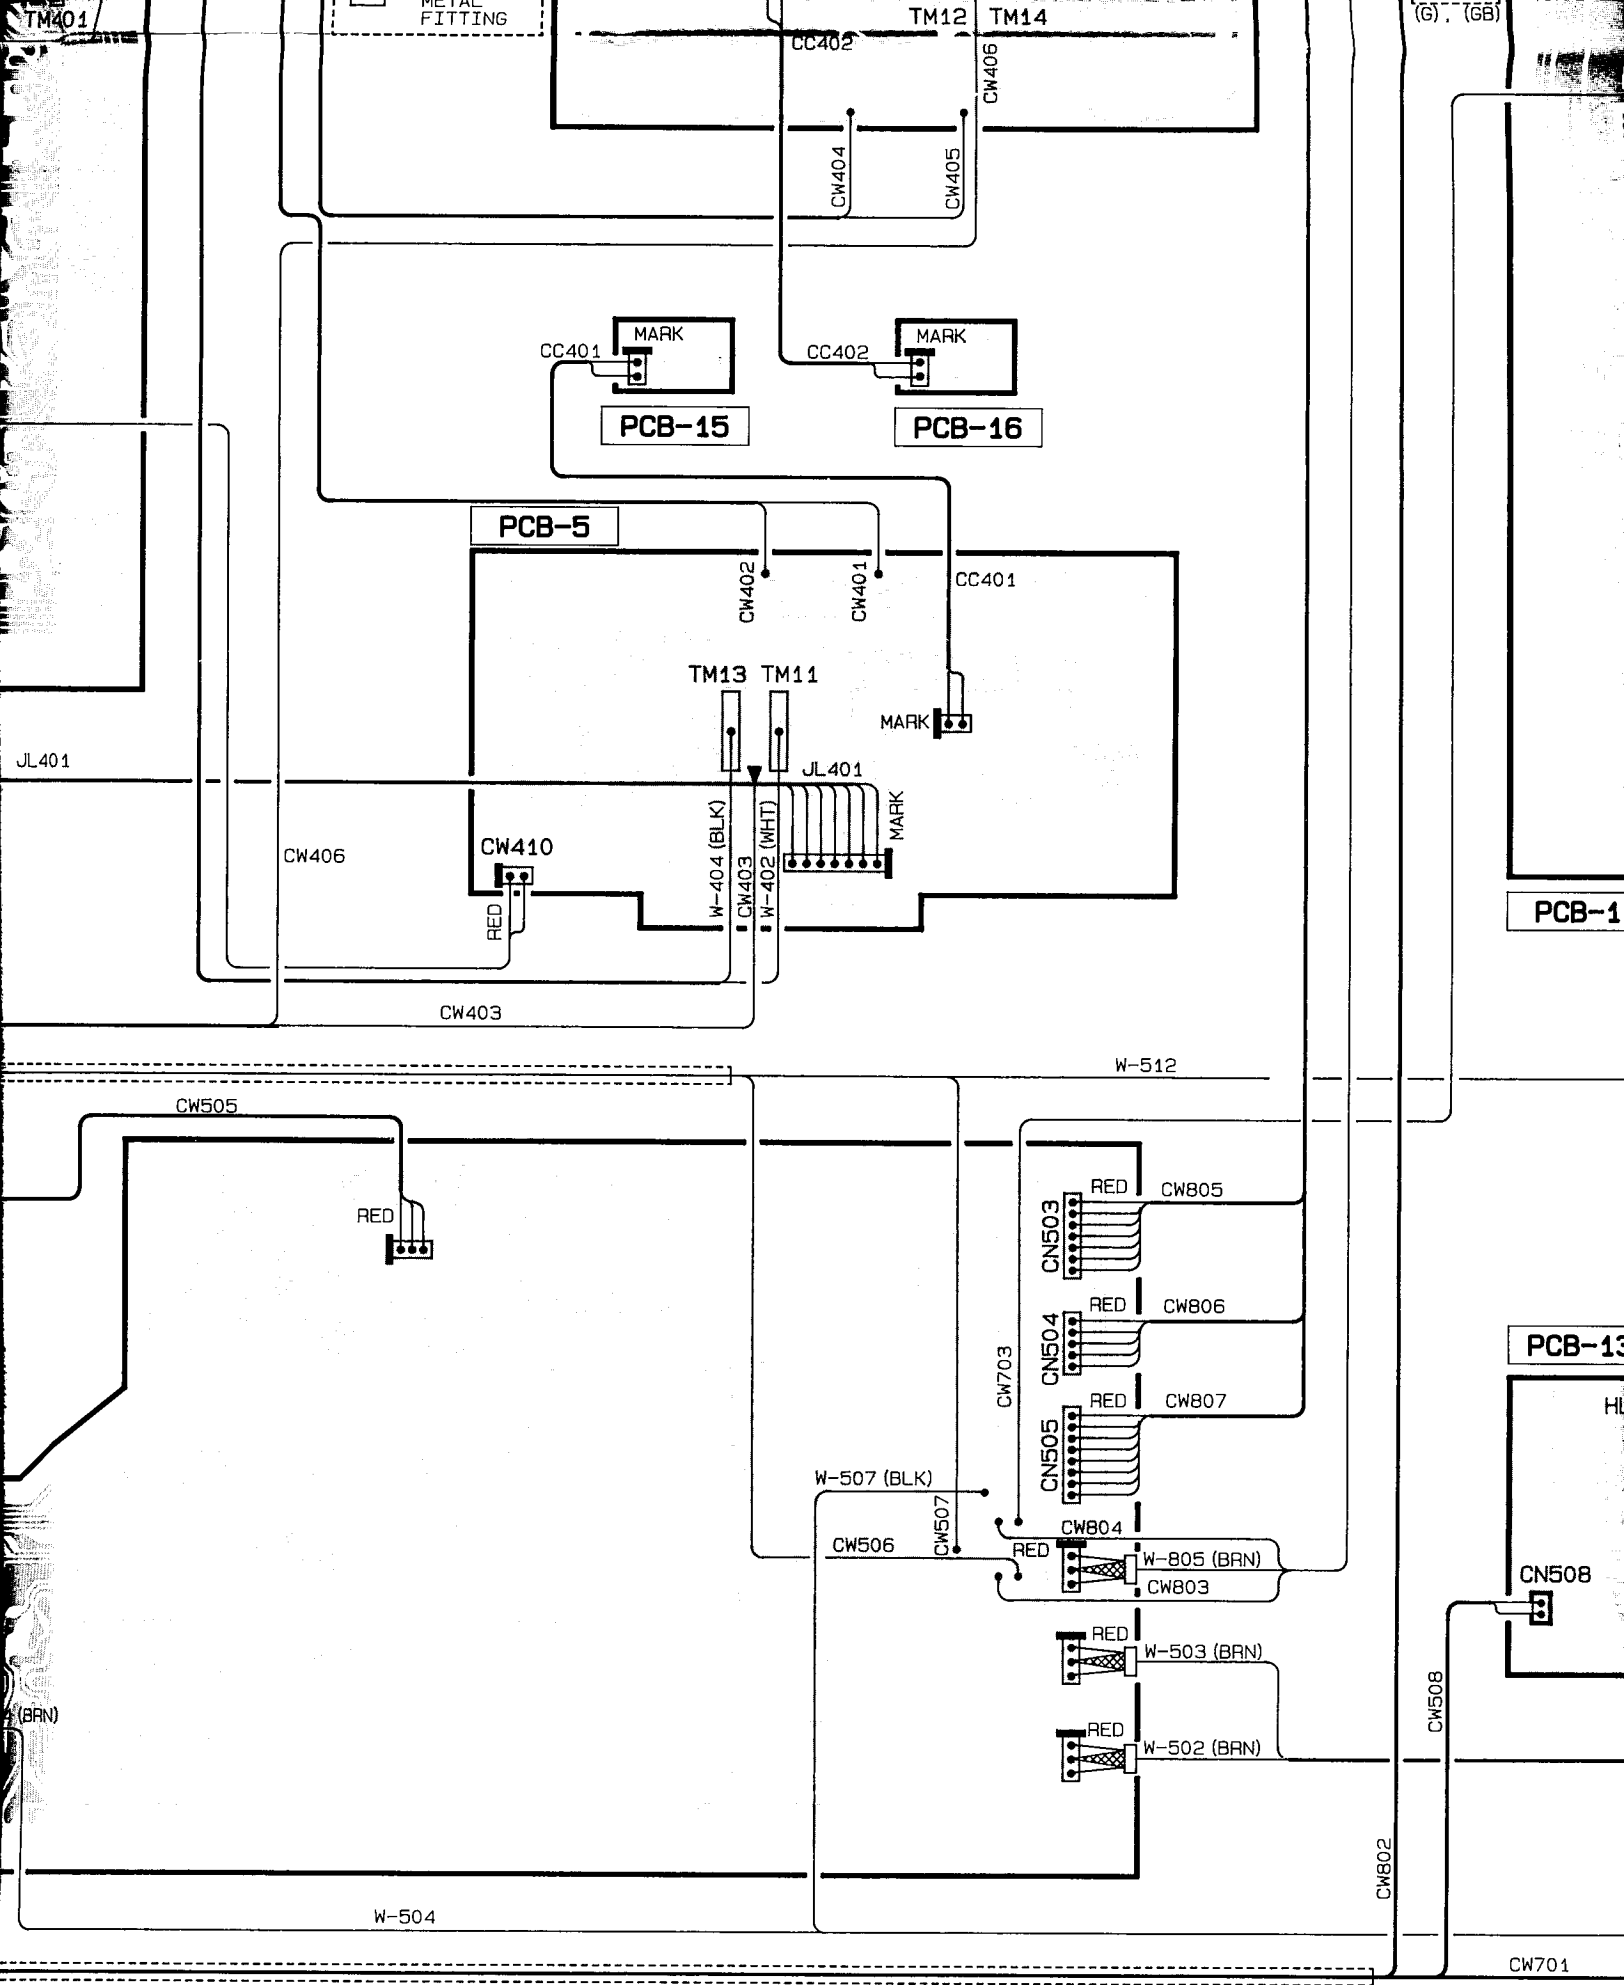 TM401
METAL
FITTING
TM12
TM14
(G), (GB)
CC402
CW406
CW404
CW405
MARK
MARK
CC401
CC402
PCB-15
PCB-16
PCB-5
CW402
CW401
CC401
TM13
TM11
MARK
JL401
JL401
MARK
W-404 (BLK)
CW403
W-402 (WHT)
CW410
CW406
RED
PCB-1
CW403
W-512
CW505
RED
RED
CW805
CN503
RED
CW806
CN504
PCB-13
CW703
RED
CW807
CN505
W-507 (BLK)
CW507
CW804
CW506
RED
W-805 (BRN)
CW803
CN508
RED
W-503 (BRN)
CW508
(BRN)
RED
W-502 (BRN)
CW802
W-504
CW701